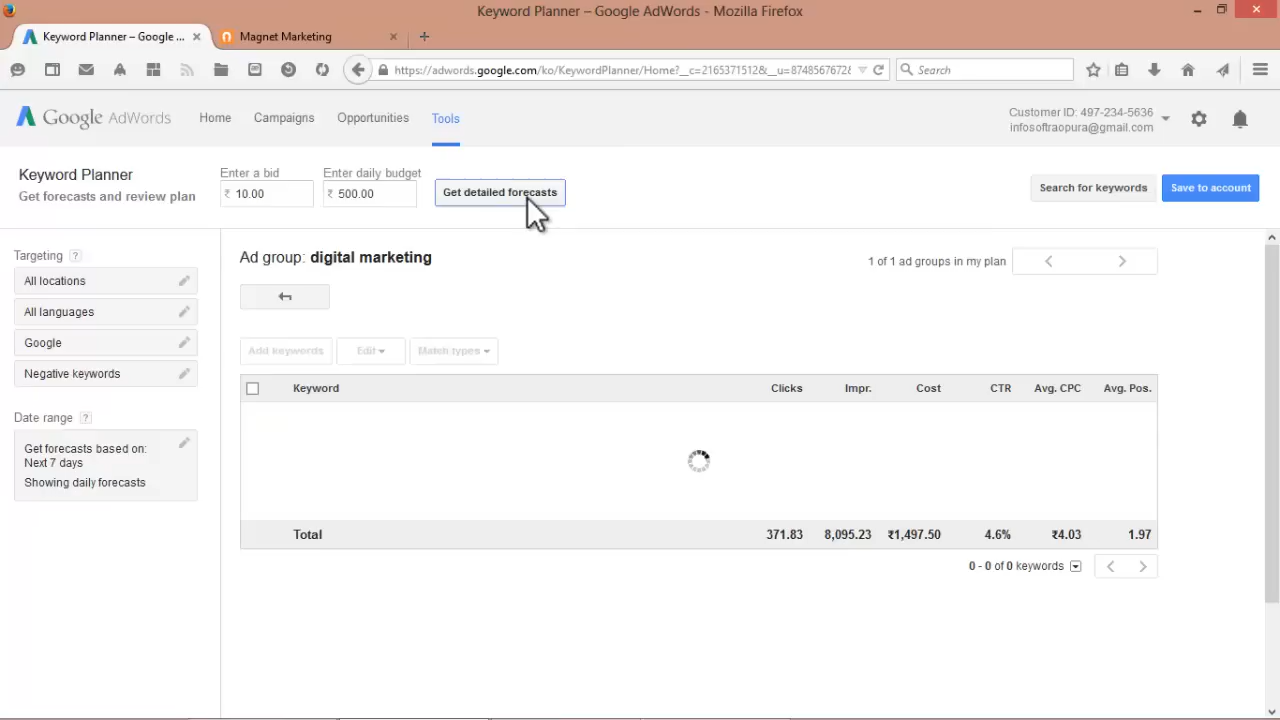 Keyword Planner – Google AdWords - Mozilla Firefox
Keyword Planner – Google ... × Magnet Marketing × +
https://adwords.google.com/ko/KeywordPlanner/Home?__c=2165371512&__u=8748567672& Search
Google AdWords Home Campaigns Opportunities Tools
Customer ID: 497-234-5636
infosoftraopura@gmail.com
Keyword Planner
Get forecasts and review plan
Enter a bid Enter daily budget
₹ 10.00 ₹ 500.00 Get detailed forecasts
Search for keywords Save to account
Targeting ?
All locations
All languages
Google
Negative keywords
Date range ?
Get forecasts based on:
Next 7 days
Showing daily forecasts
Ad group: digital marketing
1 of 1 ad groups in my plan
Add keywords Edit Match types
Keyword Clicks Impr. Cost CTR Avg. CPC Avg. Pos.
Total 371.83 8,095.23 ₹1,497.50 4.6% ₹4.03 1.97
0 - 0 of 0 keywords